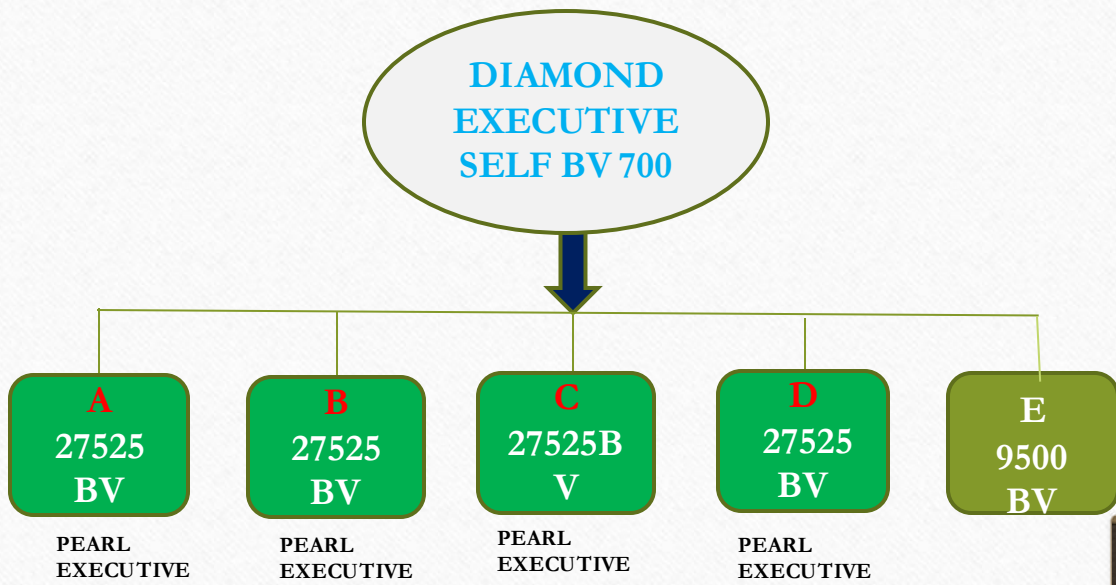 DIAMOND
EXECUTIVE
SELF BV 700
A
27525
BV
B
27525
BV
C
27525B
V
D
27525
BV
E
9500
BV
PEARL
EXECUTIVE
PEARL
EXECUTIVE
PEARL
EXECUTIVE
PEARL
EXECUTIVE